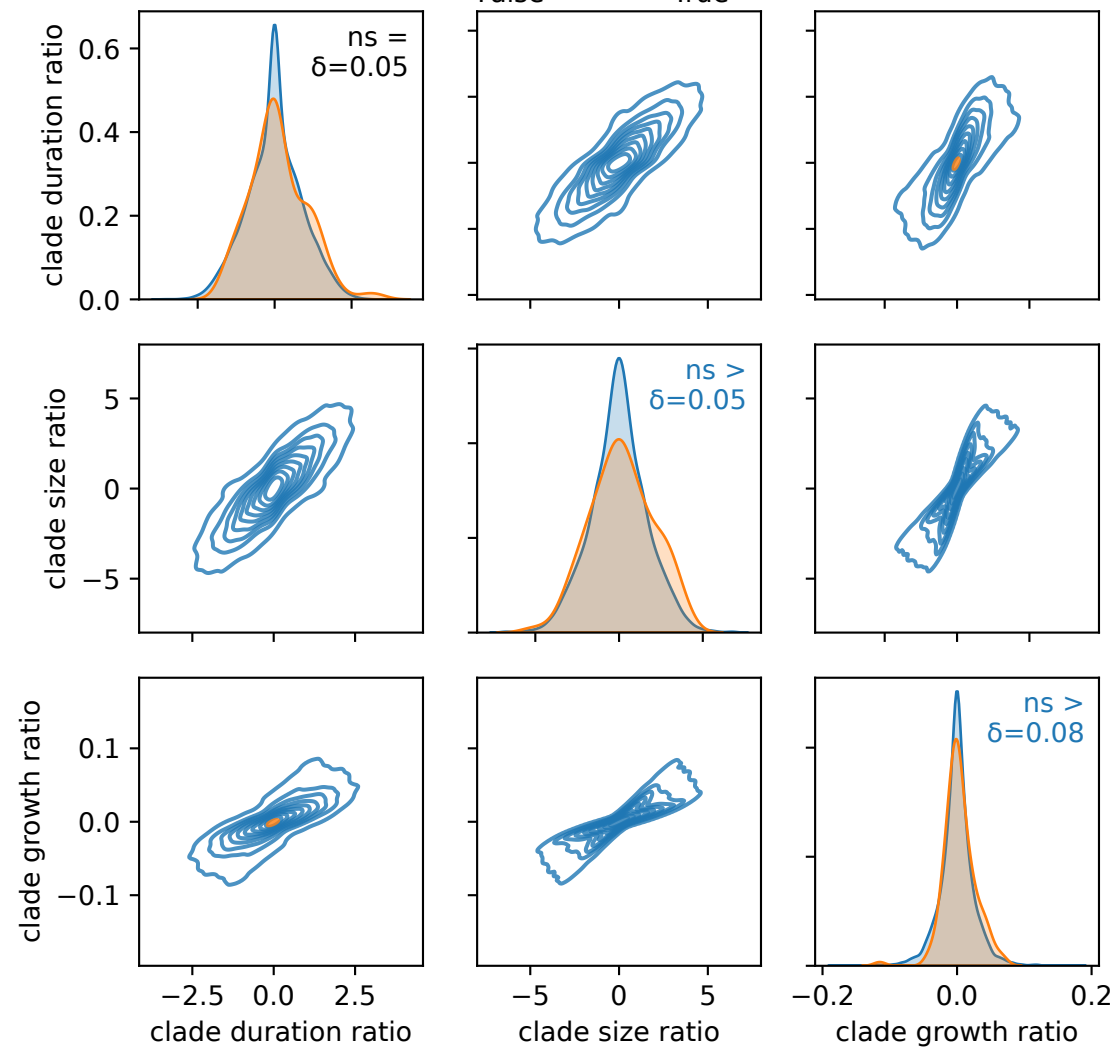 clade duration ratio
0.6
0.4
0.2
0.0
ns =
δ=0.05
clade size ratio
5
0
−5
ns >
δ=0.05
clade growth ratio
0.1
0.0
−0.1
ns >
δ=0.08
−2.5 0.0 2.5
−5 0 5
−0.2 0.0 0.2
clade duration ratio
clade size ratio
clade growth ratio